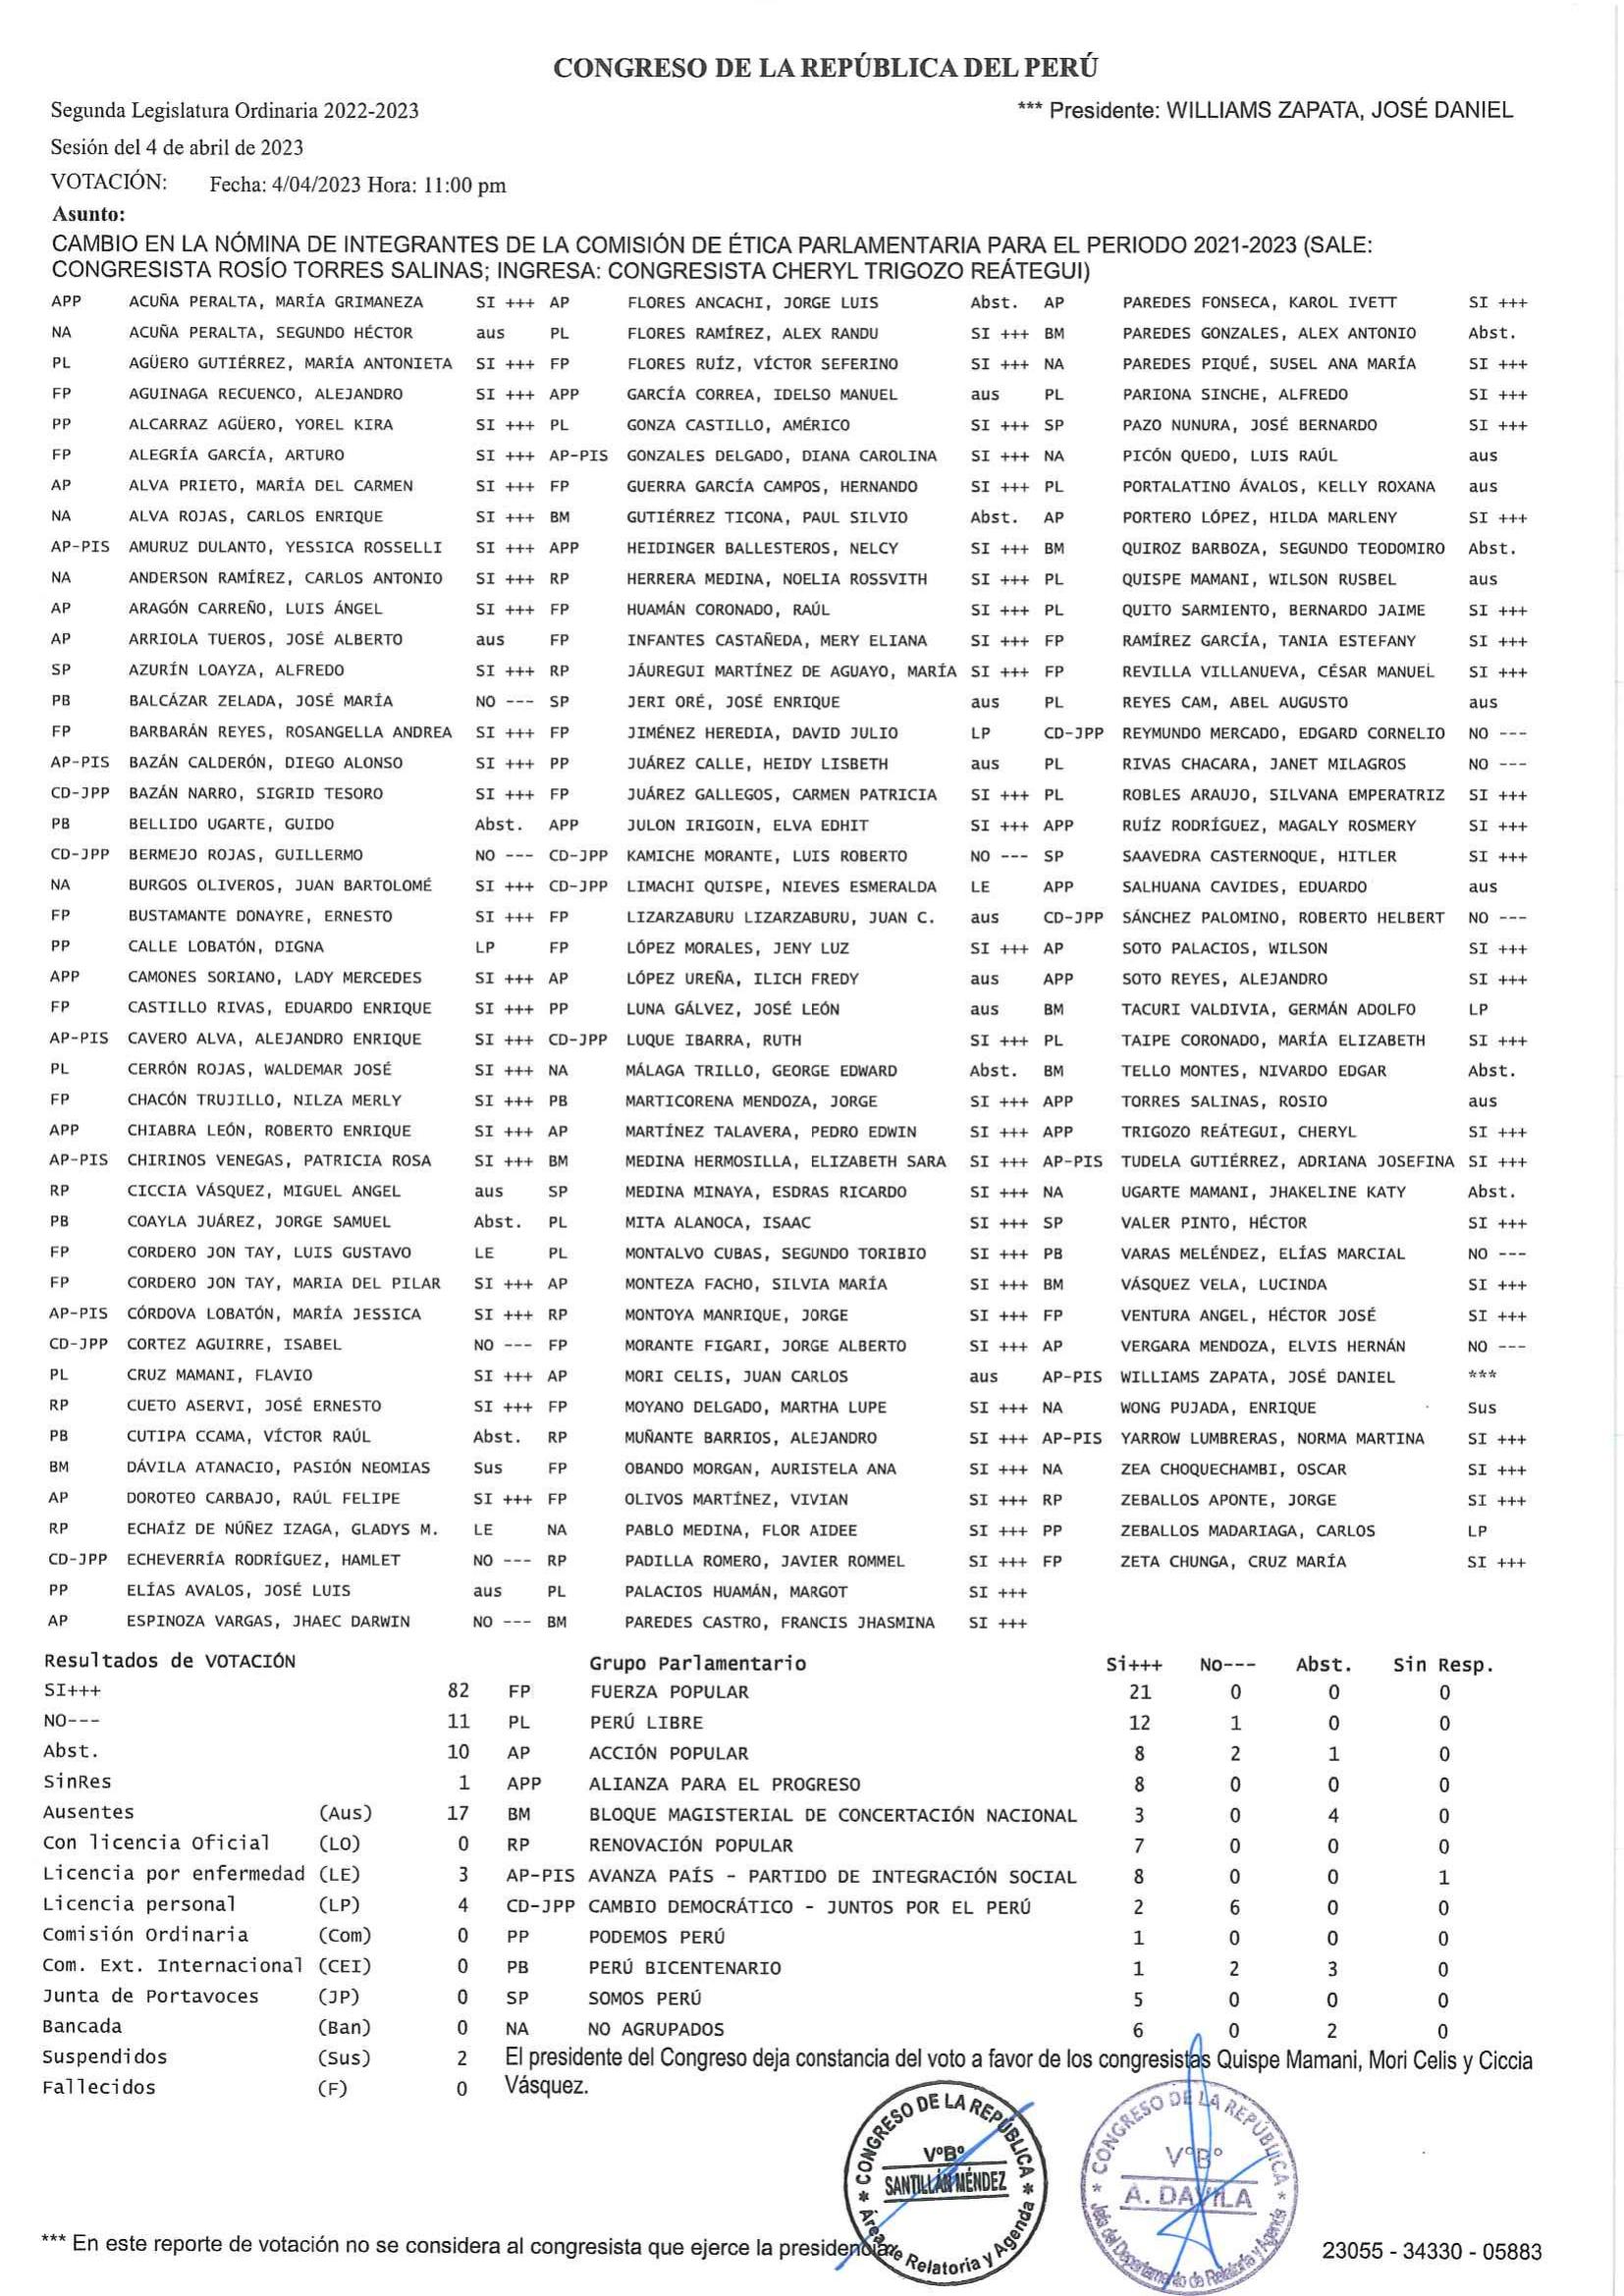 CONGRESO DE LA REPÚBLICA DEL PERÚ
Segunda Legislatura Ordinaria 2022-2023 *** Presidente: WILLIAMS ZAPATA, JOSÉ DANIEL
Sesión del 4 de abril de 2023
VOTACIÓN: Fecha: 4/04/2023 Hora: 11:00 pm
Asunto:
CAMBIO EN LA NÓMINA DE INTEGRANTES DE LA COMISIÓN DE ÉTICA PARLAMENTARIA PARA EL PERIODO 2021-2023 (SALE:
CONGRESISTA ROSÍO TORRES SALINAS; INGRESA: CONGRESISTA CHERYL TRIGOZO REÁTEGUI)
APP ACUÑA PERALTA, MARÍA GRIMANEZA SI +++ AP FLORES ANCACHI, JORGE LUIS Abst. AP PAREDES FONSECA, KAROL IVETT SI +++
NA ACUÑA PERALTA, SEGUNDO HÉCTOR aus PL FLORES RAMÍREZ, ALEX RANDU SI +++ BM PAREDES GONZALES, ALEX ANTONIO Abst.
PL AGÜERO GUTIÉRREZ, MARÍA ANTONIETA SI +++ FP FLORES RUÍZ, VÍCTOR SEFERINO SI +++ NA PAREDES PIQUÉ, SUSEL ANA MARÍA SI +++
FP AGUINAGA RECUENCO, ALEJANDRO SI +++ APP GARCÍA CORREA, IDELSO MANUEL aus PL PARIONA SINCHE, ALFREDO SI +++
PP ALCARRAZ AGÜERO, YOREL KIRA SI +++ PL GONZA CASTILLO, AMÉRICO SI +++ SP PAZO NUNURA, JOSÉ BERNARDO SI +++
FP ALEGRÍA GARCÍA, ARTURO SI +++ AP-PIS GONZALES DELGADO, DIANA CAROLINA SI +++ NA PICÓN QUEDO, LUIS RAÚL aus
AP ALVA PRIETO, MARÍA DEL CARMEN SI +++ FP GUERRA GARCÍA CAMPOS, HERNANDO SI +++ PL PORTALATINO ÁVALOS, KELLY ROXANA aus
NA ALVA ROJAS, CARLOS ENRIQUE SI +++ BM GUTIÉRREZ TICONA, PAUL SILVIO Abst. AP PORTERO LÓPEZ, HILDA MARLENY SI +++
AP-PIS AMURUZ DULANTO, YESSICA ROSSELLI SI +++ APP HEIDINGER BALLESTEROS, NELCY SI +++ BM QUIROZ BARBOZA, SEGUNDO TEODOMIRO Abst.
NA ANDERSON RAMÍREZ, CARLOS ANTONIO SI +++ RP HERRERA MEDINA, NOELIA ROSSVITH SI +++ PL QUISPE MAMANI, WILSON RUSBEL aus
AP ARAGÓN CARREÑO, LUIS ÁNGEL SI +++ FP HUAMÁN CORONADO, RAÚL SI +++ PL QUITO SARMIENTO, BERNARDO JAIME SI +++
AP ARRIOLA TUEROS, JOSÉ ALBERTO aus FP INFANTES CASTAÑEDA, MERY ELIANA SI +++ FP RAMÍREZ GARCÍA, TANIA ESTEFANY SI +++
SP AZURÍN LOAYZA, ALFREDO SI +++ RP JÁUREGUI MARTÍNEZ DE AGUAYO, MARÍA SI +++ FP REVILLA VILLANUEVA, CÉSAR MANUEL SI +++
PB BALCÁZAR ZELADA, JOSÉ MARÍA NO --- SP JERI ORÉ, JOSÉ ENRIQUE aus PL REYES CAM, ABEL AUGUSTO aus
FP BARBARÁN REYES, ROSANGELLA ANDREA SI +++ FP JIMÉNEZ HEREDIA, DAVID JULIO LP CD-JPP REYMUNDO MERCADO, EDGARD CORNELIO NO ---
AP-PIS BAZÁN CALDERÓN, DIEGO ALONSO SI +++ PP JUÁREZ CALLE, HEIDY LISBETH aus PL RIVAS CHACARA, JANET MILAGROS NO ---
CD-JPP BAZÁN NARRO, SIGRID TESORO SI +++ FP JUÁREZ GALLEGOS, CARMEN PATRICIA SI +++ PL ROBLES ARAUJO, SILVANA EMPERATRIZ SI +++
PB BELLIDO UGARTE, GUIDO Abst. APP JULON IRIGOIN, ELVA EDHIT SI +++ APP RUÍZ RODRÍGUEZ, MAGALY ROSMERY SI +++
CD-JPP BERMEJO ROJAS, GUILLERMO NO --- CD-JPP KAMICHE MORANTE, LUIS ROBERTO NO --- SP SAAVEDRA CASTERNOQUE, HITLER SI +++
NA BURGOS OLIVEROS, JUAN BARTOLOMÉ SI +++ CD-JPP LIMACHI QUISPE, NIEVES ESMERALDA LE APP SALHUANA CAVIDES, EDUARDO aus
FP BUSTAMANTE DONAYRE, ERNESTO SI +++ FP LIZARZABURU LIZARZABURU, JUAN C. aus CD-JPP SÁNCHEZ PALOMINO, ROBERTO HELBERT NO ---
PP CALLE LOBATÓN, DIGNA LP FP LÓPEZ MORALES, JENY LUZ SI +++ AP SOTO PALACIOS, WILSON SI +++
APP CAMONES SORIANO, LADY MERCEDES SI +++ AP LÓPEZ UREÑA, ILICH FREDY aus APP SOTO REYES, ALEJANDRO SI +++
FP CASTILLO RIVAS, EDUARDO ENRIQUE SI +++ PP LUNA GÁLVEZ, JOSÉ LEÓN aus BM TACURI VALDIVIA, GERMÁN ADOLFO LP
AP-PIS CAVERO ALVA, ALEJANDRO ENRIQUE SI +++ CD-JPP LUQUE IBARRA, RUTH SI +++ PL TAIPE CORONADO, MARÍA ELIZABETH SI +++
PL CERRÓN ROJAS, WALDEMAR JOSÉ SI +++ NA MÁLAGA TRILLO, GEORGE EDWARD Abst. BM TELLO MONTES, NIVARDO EDGAR Abst.
FP CHACÓN TRUJILLO, NILZA MERLY SI +++ PB MARTICORENA MENDOZA, JORGE SI +++ APP TORRES SALINAS, ROSIO aus
APP CHIABRA LEÓN, ROBERTO ENRIQUE SI +++ AP MARTÍNEZ TALAVERA, PEDRO EDWIN SI +++ APP TRIGOZO REÁTEGUI, CHERYL SI +++
AP-PIS CHIRINOS VENEGAS, PATRICIA ROSA SI +++ BM MEDINA HERMOSILLA, ELIZABETH SARA SI +++ AP-PIS TUDELA GUTIÉRREZ, ADRIANA JOSEFINA SI +++
RP CICCIA VÁSQUEZ, MIGUEL ANGEL aus SP MEDINA MINAYA, ESDRAS RICARDO SI +++ NA UGARTE MAMANI, JHAKELINE KATY Abst.
PB COAYLA JUÁREZ, JORGE SAMUEL Abst. PL MITA ALANOCA, ISAAC SI +++ SP VALER PINTO, HÉCTOR SI +++
FP CORDERO JON TAY, LUIS GUSTAVO LE PL MONTALVO CUBAS, SEGUNDO TORIBIO SI +++ PB VARAS MELÉNDEZ, ELÍAS MARCIAL NO ---
FP CORDERO JON TAY, MARIA DEL PILAR SI +++ AP MONTEZA FACHO, SILVIA MARÍA SI +++ BM VÁSQUEZ VELA, LUCINDA SI +++
AP-PIS CÓRDOVA LOBATÓN, MARÍA JESSICA SI +++ RP MONTOYA MANRIQUE, JORGE SI +++ FP VENTURA ANGEL, HÉCTOR JOSÉ SI +++
CD-JPP CORTEZ AGUIRRE, ISABEL NO --- FP MORANTE FIGARI, JORGE ALBERTO SI +++ AP VERGARA MENDOZA, ELVIS HERNÁN NO ---
PL CRUZ MAMANI, FLAVIO SI +++ AP MORI CELIS, JUAN CARLOS aus AP-PIS WILLIAMS ZAPATA, JOSÉ DANIEL ***
RP CUETO ASERVI, JOSÉ ERNESTO SI +++ FP MOYANO DELGADO, MARTHA LUPE SI +++ NA WONG PUJADA, ENRIQUE Sus
PB CUTIPA CCAMA, VÍCTOR RAÚL Abst. RP MUÑANTE BARRIOS, ALEJANDRO SI +++ AP-PIS YARROW LUMBRERAS, NORMA MARTINA SI +++
BM DÁVILA ATANACIO, PASIÓN NEOMIAS Sus FP OBANDO MORGAN, AURISTELA ANA SI +++ NA ZEA CHOQUECHAMBI, OSCAR SI +++
AP DOROTEO CARBAJO, RAÚL FELIPE SI +++ FP OLIVOS MARTÍNEZ, VIVIAN SI +++ RP ZEBALLOS APONTE, JORGE SI +++
RP ECHAÍZ DE NÚÑEZ IZAGA, GLADYS M. LE NA PABLO MEDINA, FLOR AIDEE SI +++ PP ZEBALLOS MADARIAGA, CARLOS LP
CD-JPP ECHEVERRÍA RODRÍGUEZ, HAMLET NO --- RP PADILLA ROMERO, JAVIER ROMMEL SI +++ FP ZETA CHUNGA, CRUZ MARÍA SI +++
PP ELÍAS AVALOS, JOSÉ LUIS aus PL PALACIOS HUAMÁN, MARGOT SI +++
AP ESPINOZA VARGAS, JHAEC DARWIN NO --- BM PAREDES CASTRO, FRANCIS JHASMINA SI +++
Resultados de VOTACIÓN Grupo Parlamentario Si+++ No--- Abst. Sin Resp.
SI+++ 82 FP FUERZA POPULAR 21 0 0 0
NO--- 11 PL PERÚ LIBRE 12 1 0 0
Abst. 10 AP ACCIÓN POPULAR 8 2 1 0
SinRes 1 APP ALIANZA PARA EL PROGRESO 8 0 0 0
Ausentes (Aus) 17 BM BLOQUE MAGISTERIAL DE CONCERTACIÓN NACIONAL 3 0 4 0
Con licencia Oficial (LO) 0 RP RENOVACIÓN POPULAR 7 0 0 0
Licencia por enfermedad (LE) 3 AP-PIS AVANZA PAÍS - PARTIDO DE INTEGRACIÓN SOCIAL 8 0 0 1
Licencia personal (LP) 4 CD-JPP CAMBIO DEMOCRÁTICO - JUNTOS POR EL PERÚ 2 6 0 0
Comisión Ordinaria (Com) 0 PP PODEMOS PERÚ 1 0 0 0
Com. Ext. Internacional (CEI) 0 PB PERÚ BICENTENARIO 1 2 3 0
Junta de Portavoces (JP) 0 SP SOMOS PERÚ 5 0 0 0
Bancada (Ban) 0 NA NO AGRUPADOS 6 0 2 0
Suspendidos (Sus) 2 El presidente del Congreso deja constancia del voto a favor de los congresistas Quispe Mamani, Mori Celis y Ciccia
Fallecidos (F) 0 Vásquez.
* CONGRESO DE LA REPÚBLICA *
VºBº
SANTILLÁN MÉNDEZ
Área de Relatoría y Agenda
* CONGRESO DE LA REPÚBLICA *
VºBº
A. DAVILA
Jefa del Departamento de Relatoría y Agenda
*** En este reporte de votación no se considera al congresista que ejerce la presidencia 23055 - 34330 - 05883